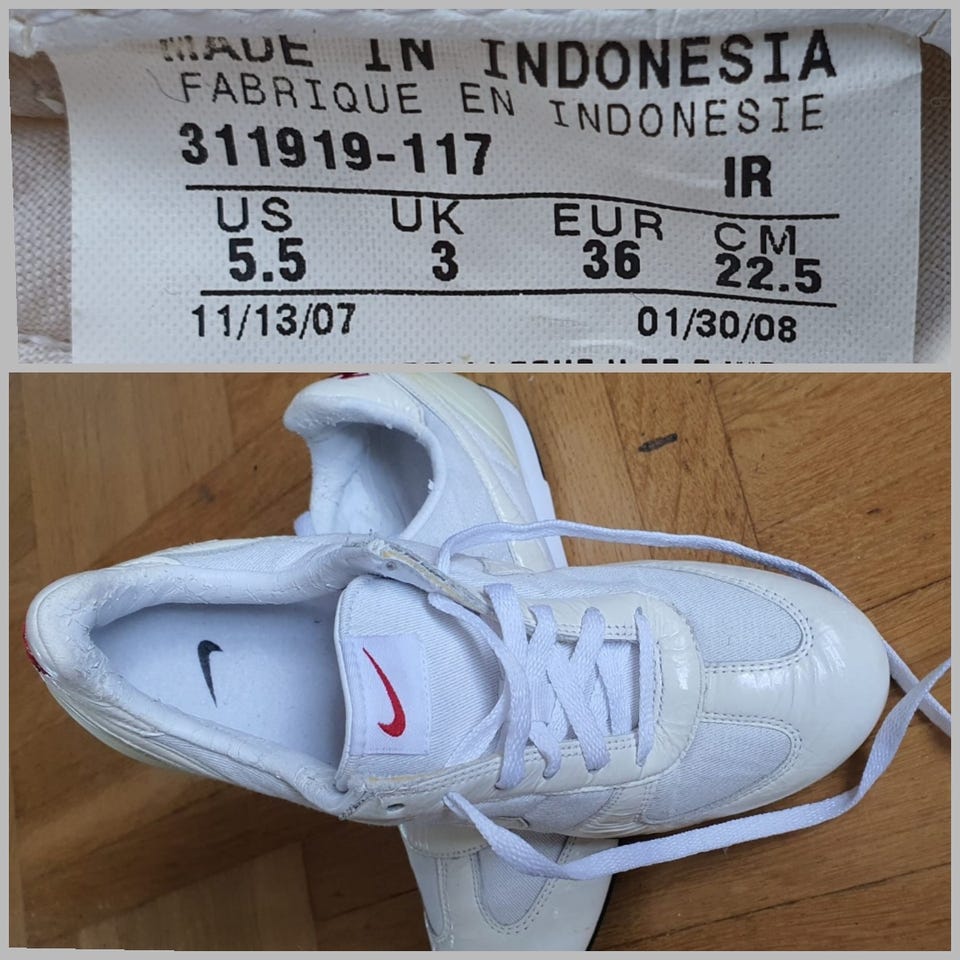 MADE IN INDONESIA
FABRIQUE EN INDONESIE
311919-117 IR
US UK EUR CM
5.5 3 36 22.5
11/13/07 01/30/08